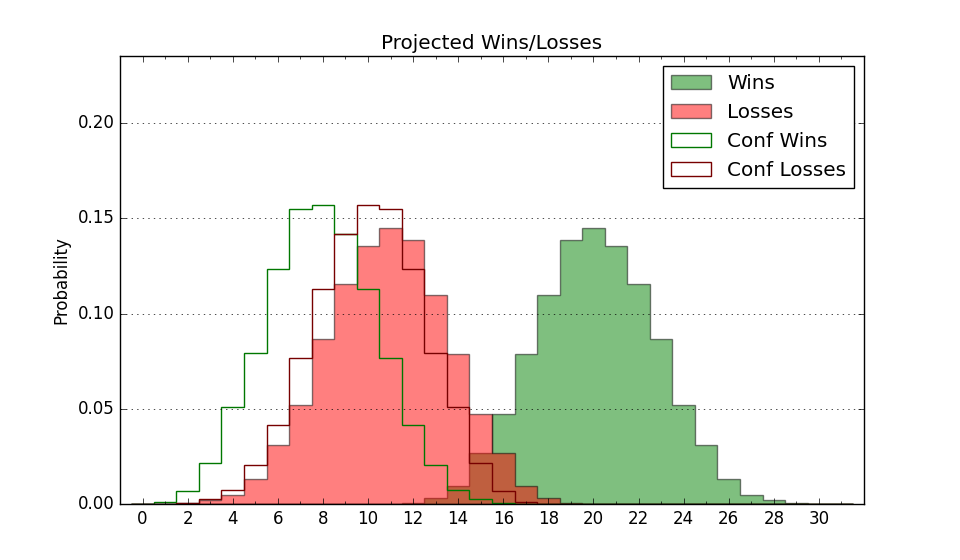 Projected Wins/Losses
Wins
Losses
Conf Wins
Conf Losses
Probability
0.20
0.15
0.10
0.05
0.00
0 2 4 6 8 10 12 14 16 18 20 22 24 26 28 30